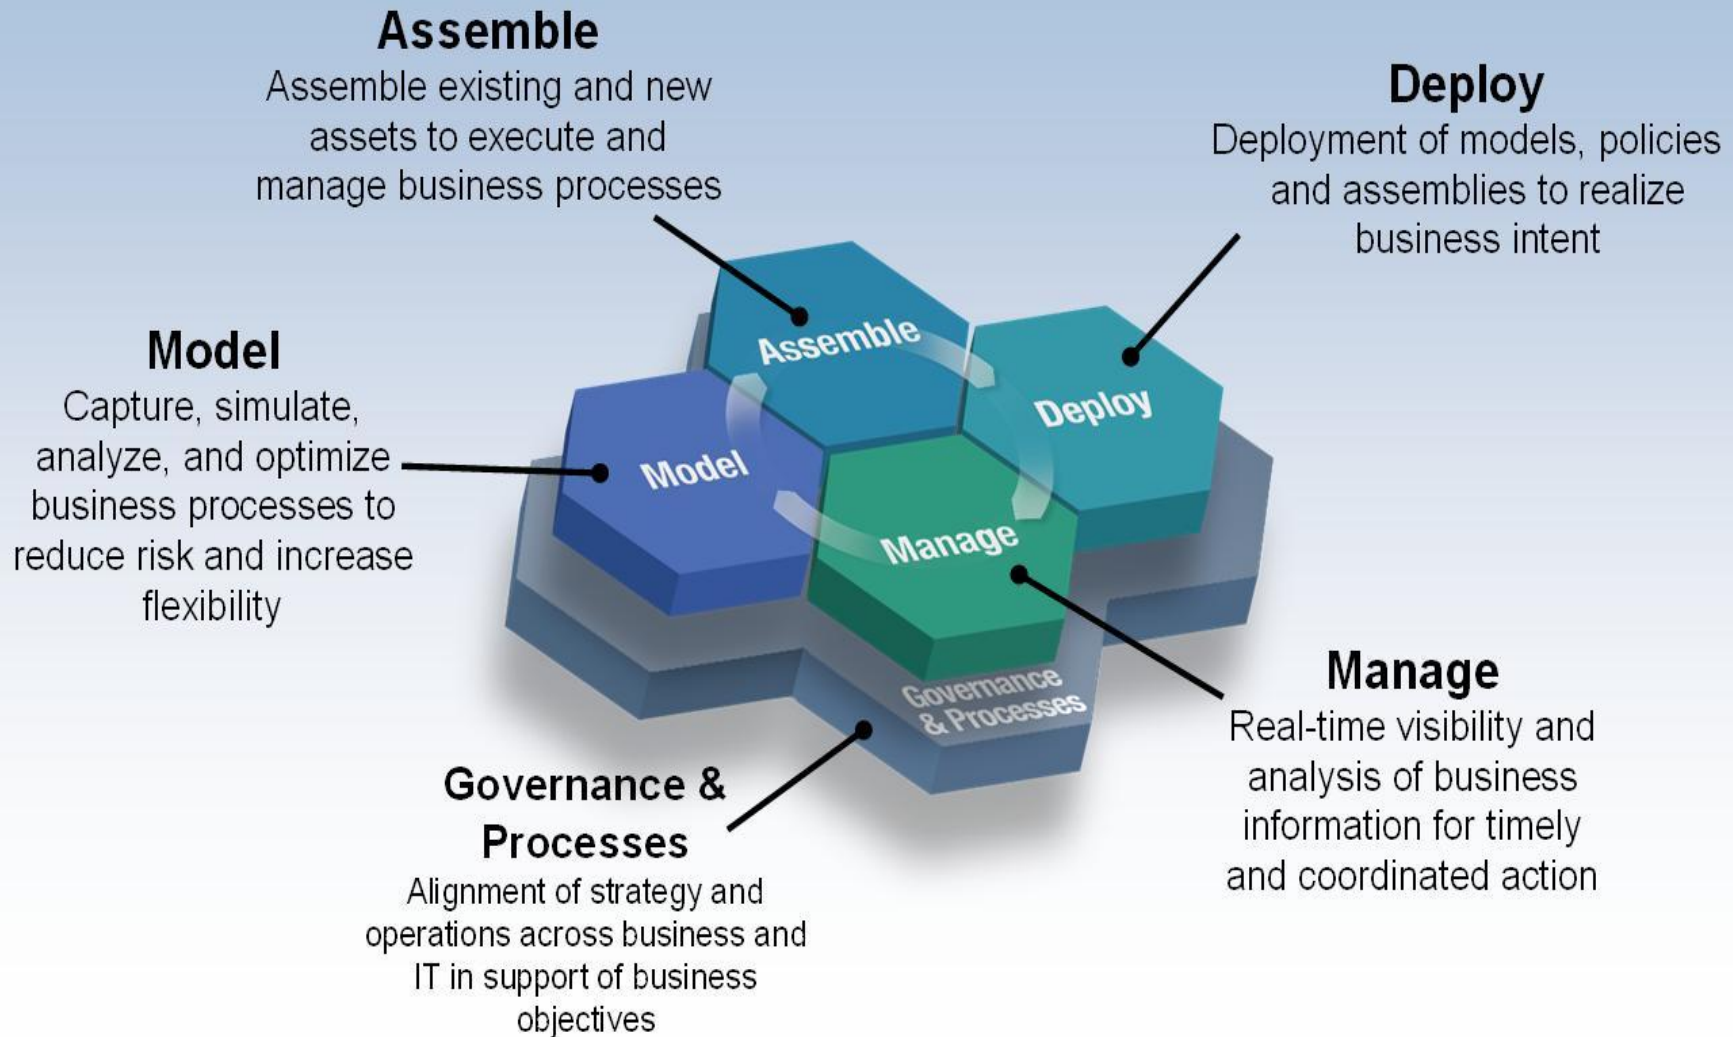 Assemble
Assemble existing and new
assets to execute and
manage business processes
Deploy
Deployment of models, policies
and assemblies to realize
business intent
Model
Capture, simulate,
analyze, and optimize
business processes to
reduce risk and increase
flexibility
Assemble
Deploy
Model
Manage
Governance
& Processes
Manage
Real-time visibility and
analysis of business
information for timely
and coordinated action
Governance &
Processes
Alignment of strategy and
operations across business and
IT in support of business
objectives